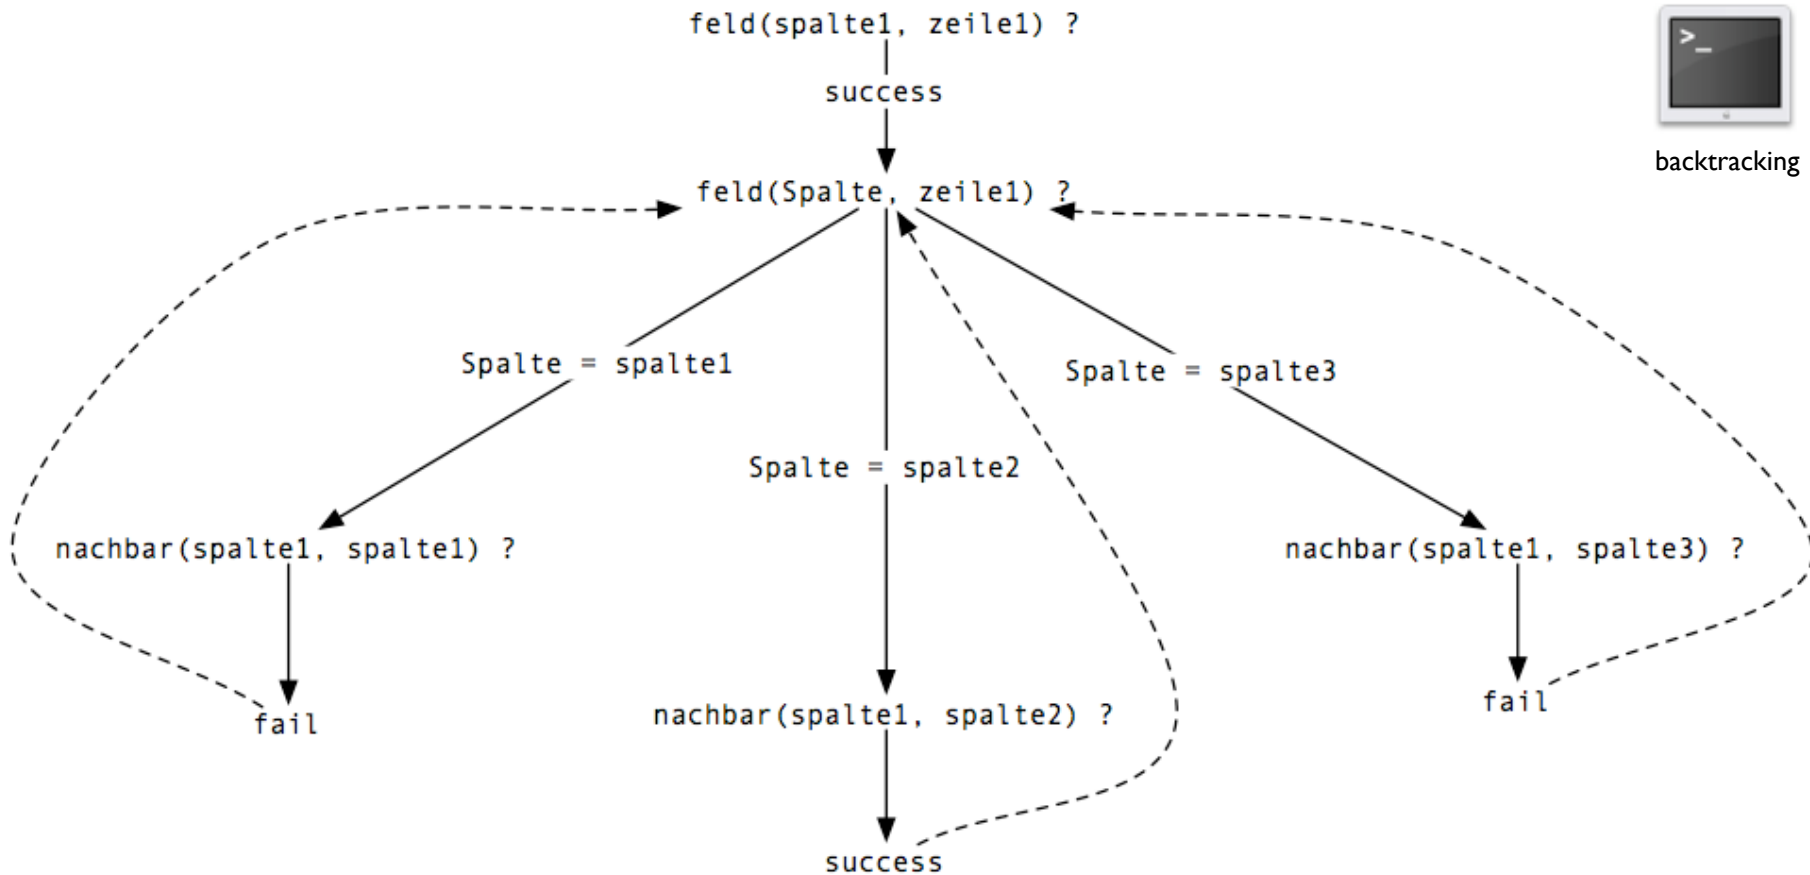 feld(spalte1, zeile1) ?
>_
success
backtracking
feld(Spalte, zeile1) ?
Spalte = spalte1
Spalte = spalte3
Spalte = spalte2
nachbar(spalte1, spalte1) ?
nachbar(spalte1, spalte3) ?
fail
nachbar(spalte1, spalte2) ?
fail
success